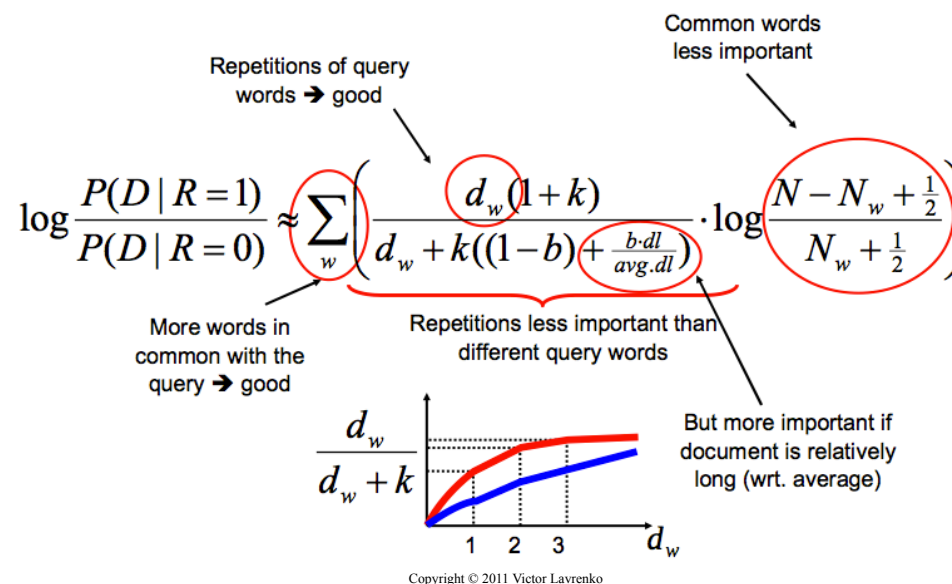 Common words
less important
Repetitions of query
words ➔ good
log P(D | R = 1) / P(D | R = 0) ≈ ∑_w ( d_w(1 + k) / d_w + k((1 − b) + b·dl / avg.dl) · log N − N_w + ½ / N_w + ½ )
More words in
common with the
query ➔ good
Repetitions less important than
different query words
But more important if
document is relatively
long (wrt. average)
d_w / d_w + k
1 2 3 d_w
Copyright © 2011 Victor Lavrenko